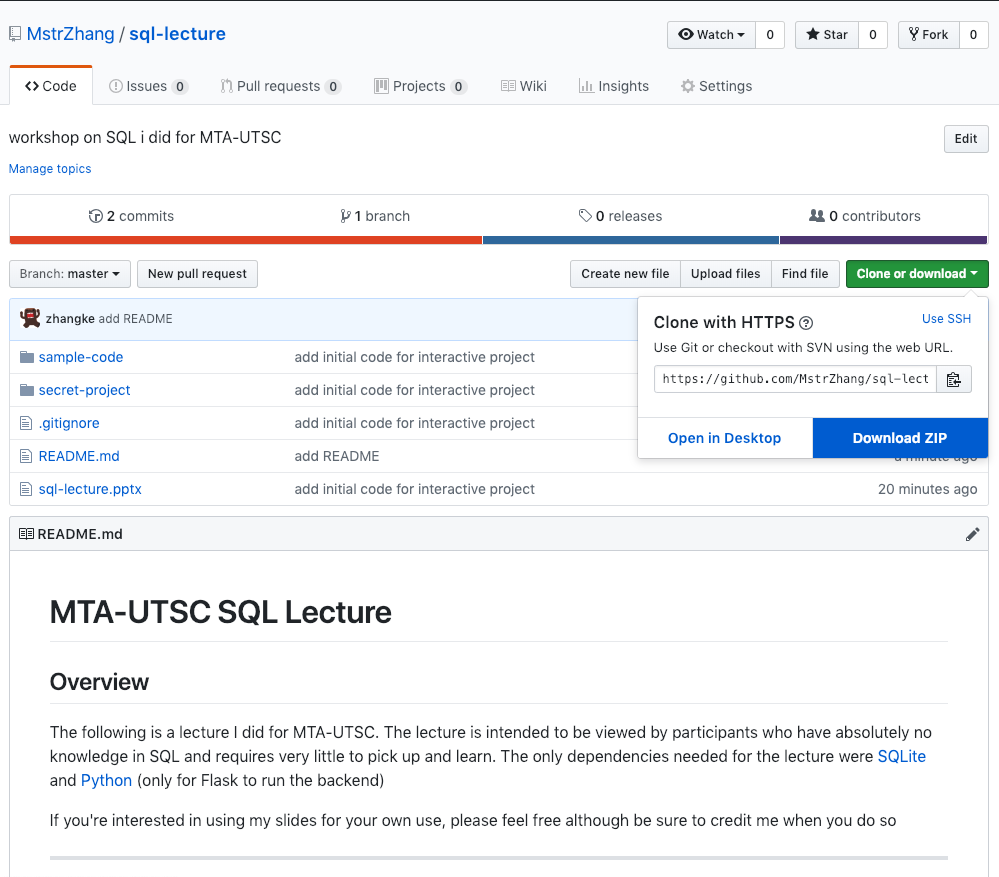 MstrZhang / sql-lecture
Watch 0 Star 0 Fork 0
Code Issues 0 Pull requests 0 Projects 0 Wiki Insights Settings
workshop on SQL i did for MTA-UTSC Edit
Manage topics
2 commits 1 branch 0 releases 0 contributors
Branch: master New pull request Create new file Upload files Find file Clone or download
zhangke add README
Clone with HTTPS Use SSH
Use Git or checkout with SVN using the web URL.
https://github.com/MstrZhang/sql-lect
Open in Desktop Download ZIP
sample-code add initial code for interactive project
secret-project add initial code for interactive project
.gitignore add initial code for interactive project
README.md add README a minute ago
sql-lecture.pptx add initial code for interactive project 20 minutes ago
README.md
MTA-UTSC SQL Lecture
Overview
The following is a lecture I did for MTA-UTSC. The lecture is intended to be viewed by participants who have absolutely no
knowledge in SQL and requires very little to pick up and learn. The only dependencies needed for the lecture were SQLite
and Python (only for Flask to run the backend)
If you're interested in using my slides for your own use, please feel free although be sure to credit me when you do so